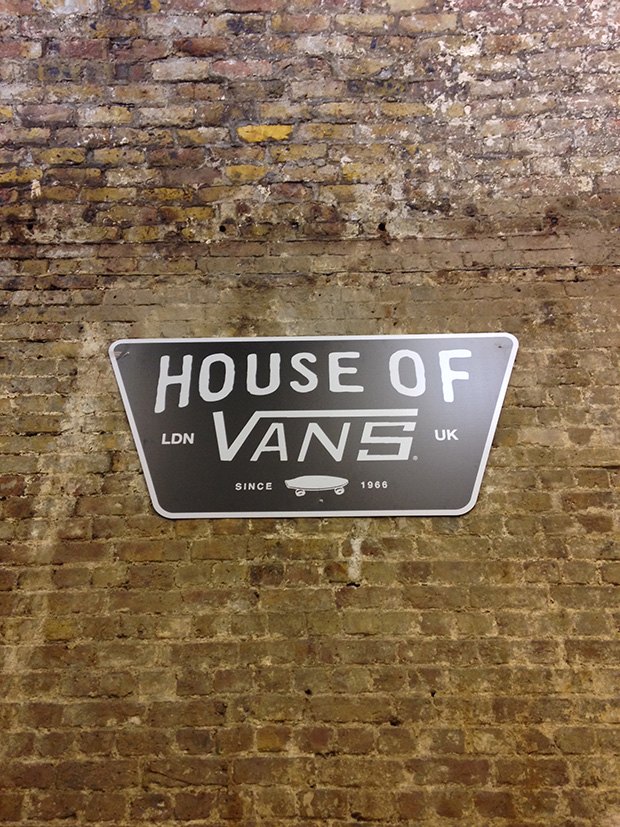 HOUSE OF
LDN VANS® UK
SINCE 1966